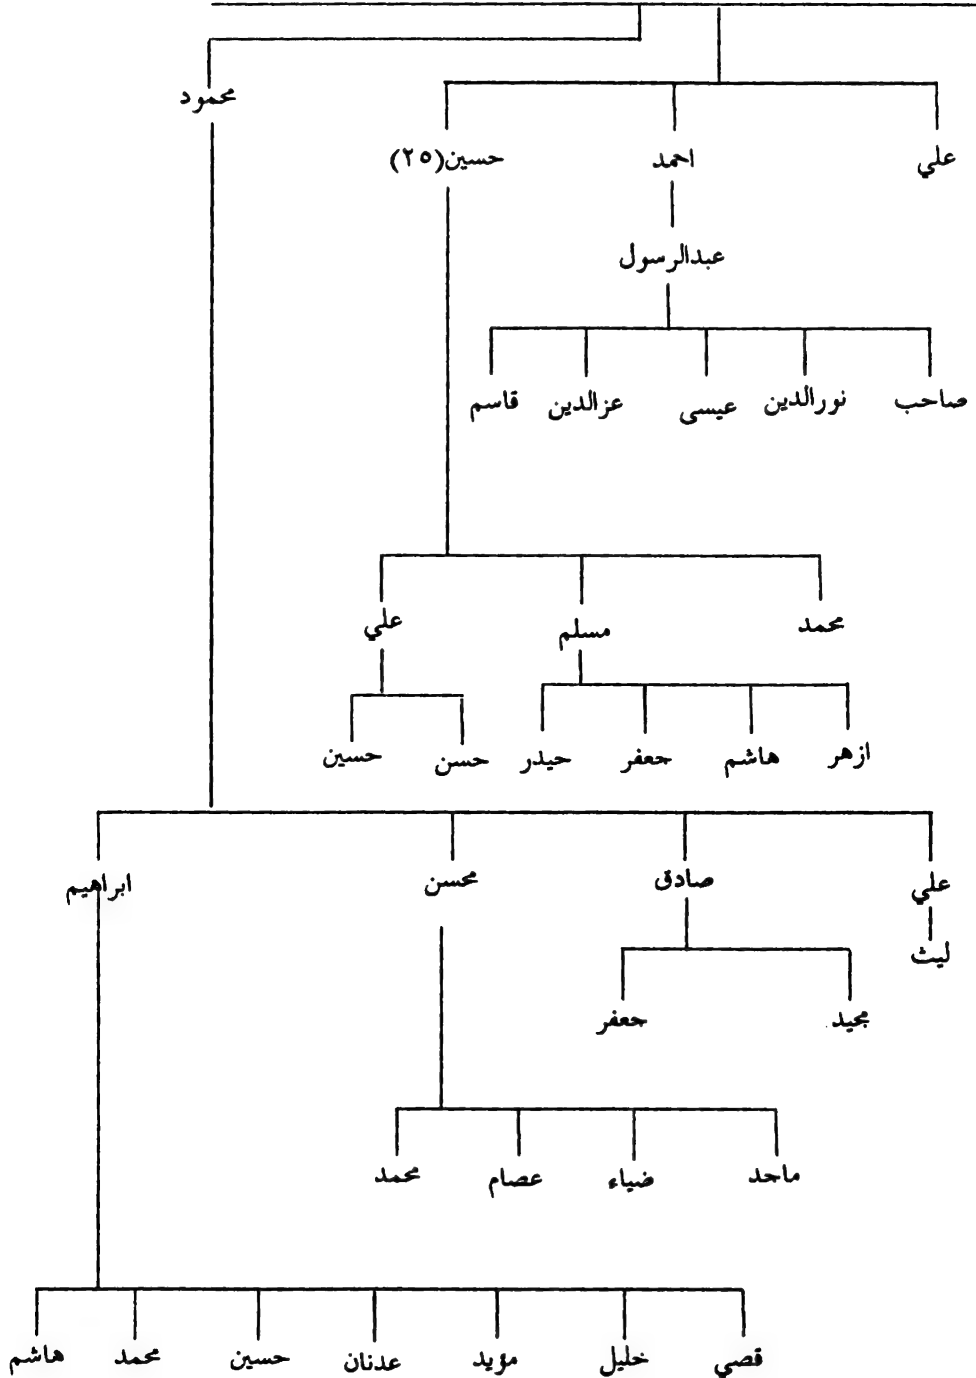 محمود
علي احمد حسين(٢٥)
عبدالرسول
صاحب نورالدين عيسى عزالدين قاسم
محمد مسلم علي
ازهر هاشم جعفر حيدر حسن حسين
علي صادق محسن ابراهيم
ليث
مجيد جعفر
ماجد ضياء عصام محمد
قصي خليل مؤيد عدنان حسين محمد هاشم